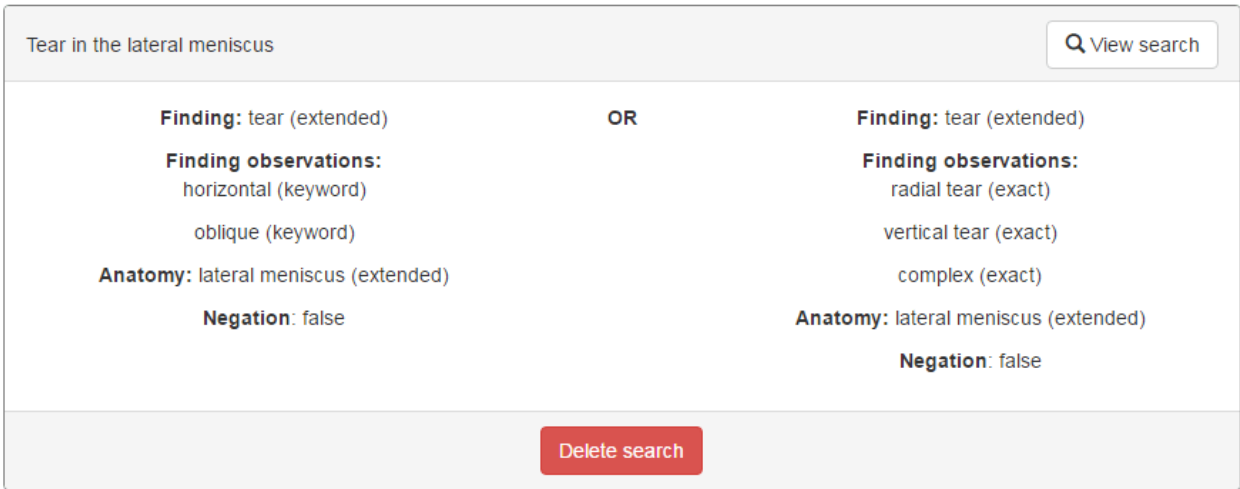 Tear in the lateral meniscus
View search
Finding: tear (extended)
Finding observations:
horizontal (keyword)
oblique (keyword)
Anatomy: lateral meniscus (extended)
Negation: false
OR
Finding: tear (extended)
Finding observations:
radial tear (exact)
vertical tear (exact)
complex (exact)
Anatomy: lateral meniscus (extended)
Negation: false
Delete search